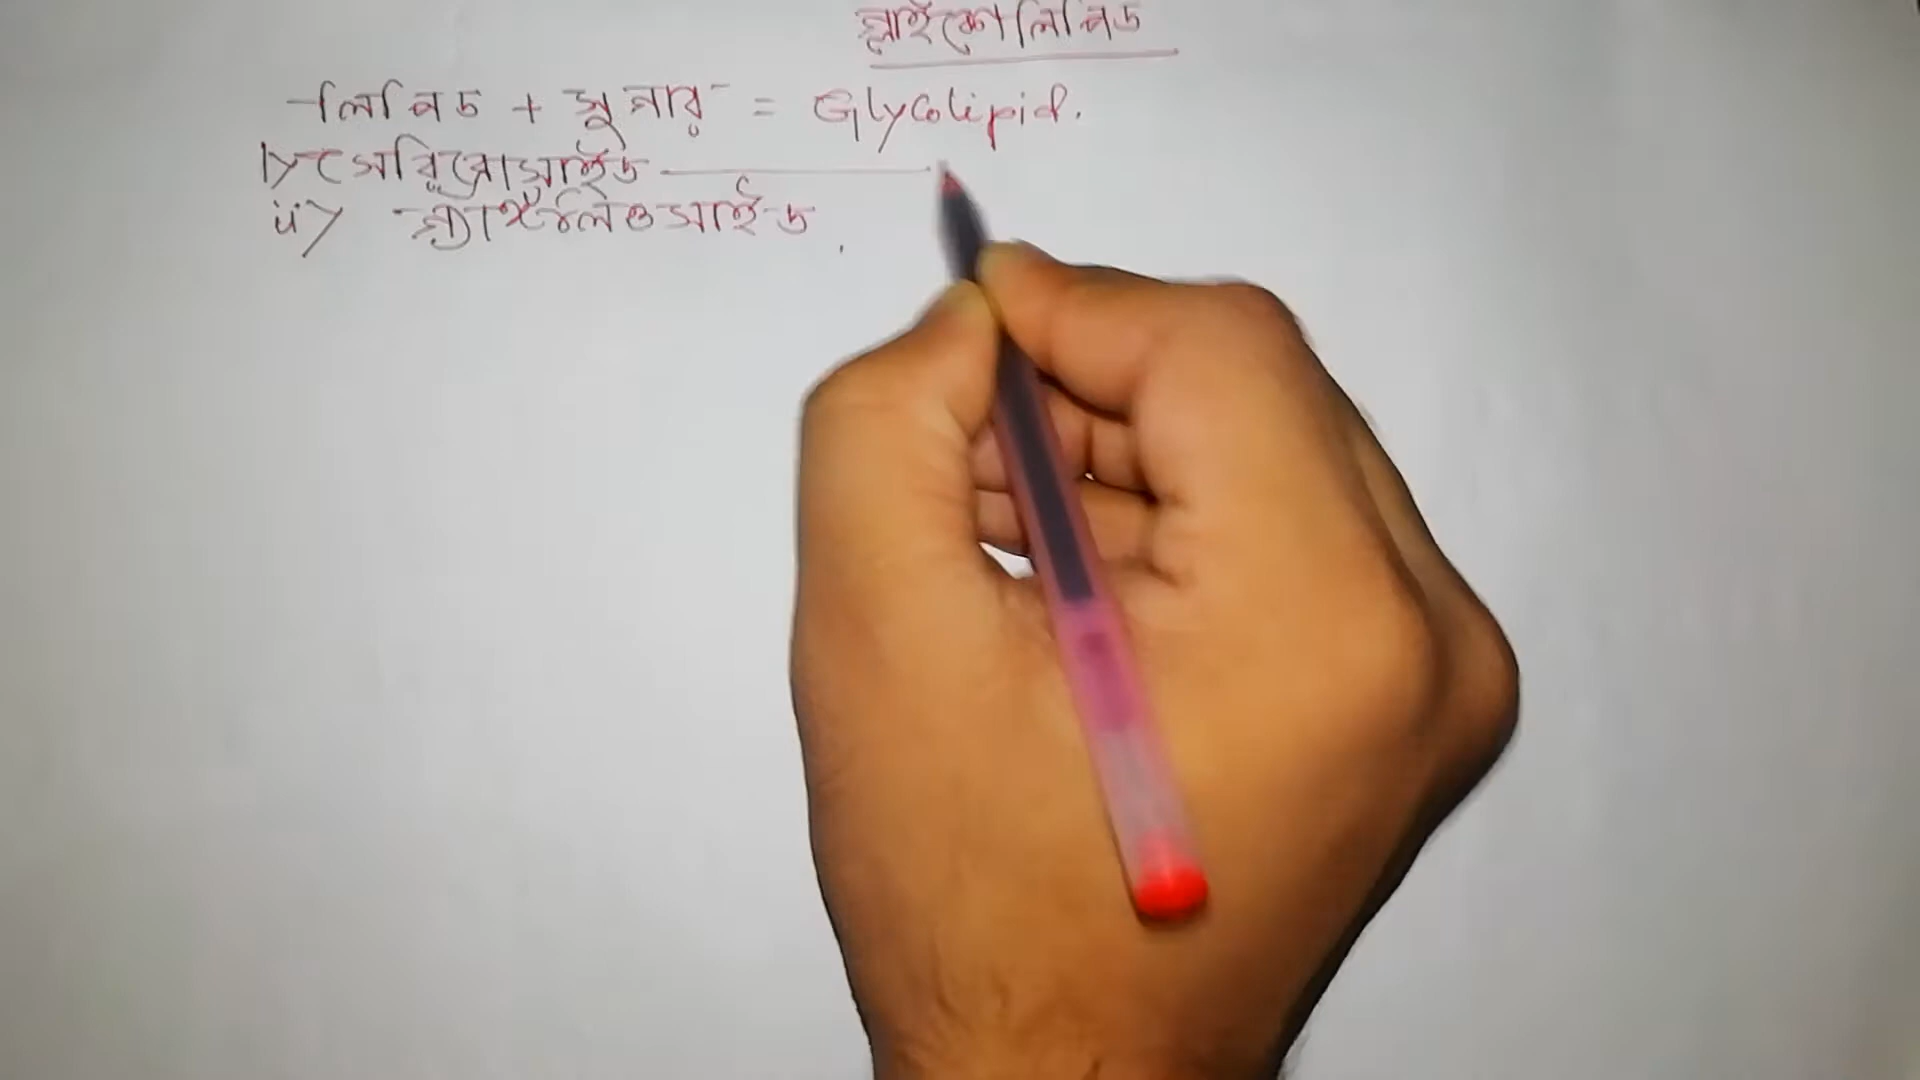 গ্লাইকোলিপিড
লিপিড + সুগার = Glycolipid.
i> সেরিব্রোসাইড
ii> গ্যাংলিওসাইড